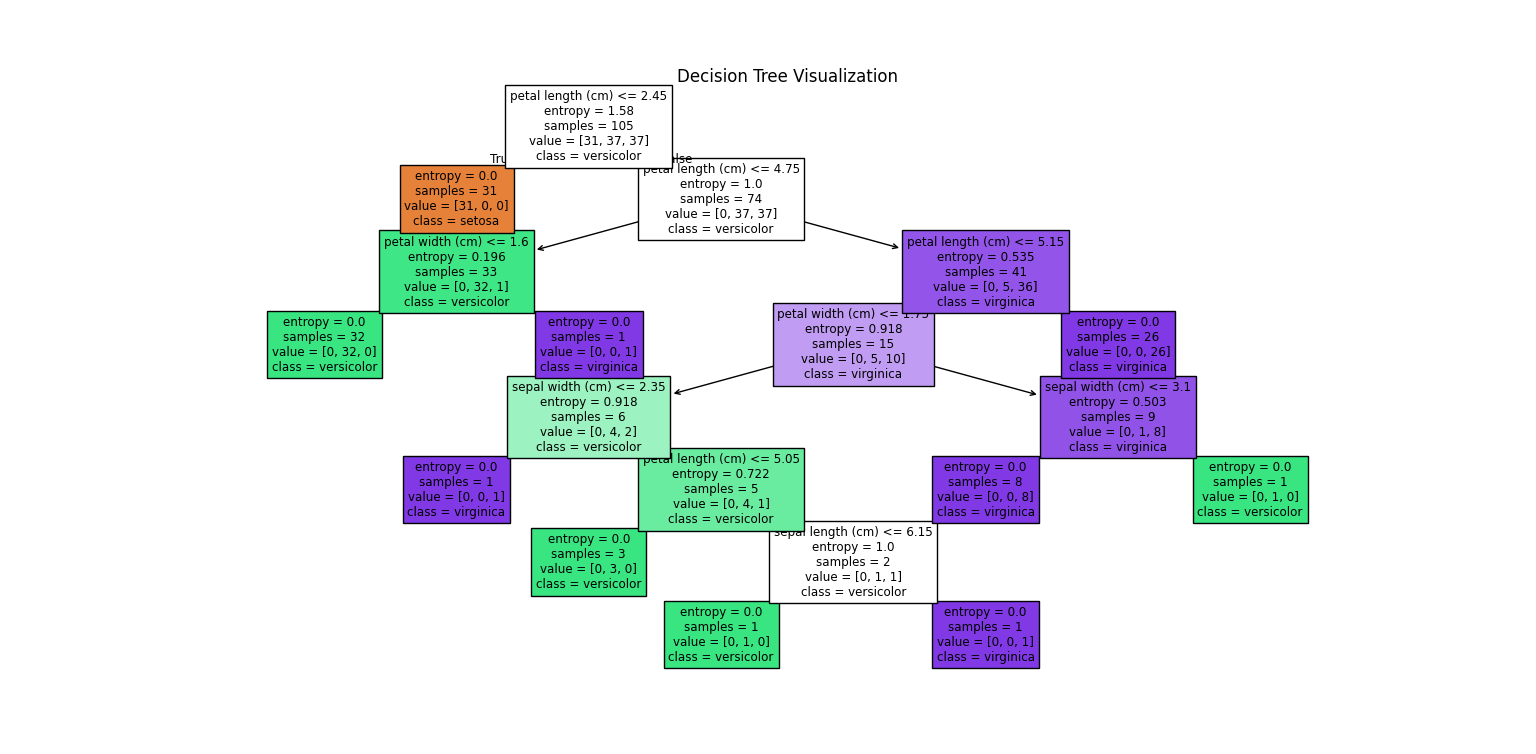 Decision Tree Visualization
petal length (cm) <= 2.45
entropy = 1.58
samples = 105
value = [31, 37, 37]
class = versicolor
entropy = 0.0
samples = 31
value = [31, 0, 0]
class = setosa
petal length (cm) <= 4.75
entropy = 1.0
samples = 74
value = [0, 37, 37]
class = versicolor
petal width (cm) <= 1.6
entropy = 0.196
samples = 33
value = [0, 32, 1]
class = versicolor
petal length (cm) <= 5.15
entropy = 0.535
samples = 41
value = [0, 5, 36]
class = virginica
entropy = 0.0
samples = 32
value = [0, 32, 0]
class = versicolor
entropy = 0.0
samples = 1
value = [0, 0, 1]
class = virginica
petal width (cm) <= 1.75
entropy = 0.918
samples = 15
value = [0, 5, 10]
class = virginica
entropy = 0.0
samples = 26
value = [0, 0, 26]
class = virginica
sepal width (cm) <= 2.35
entropy = 0.918
samples = 6
value = [0, 4, 2]
class = versicolor
sepal width (cm) <= 3.1
entropy = 0.503
samples = 9
value = [0, 1, 8]
class = virginica
entropy = 0.0
samples = 1
value = [0, 0, 1]
class = virginica
petal length (cm) <= 5.05
entropy = 0.722
samples = 5
value = [0, 4, 1]
class = versicolor
entropy = 0.0
samples = 8
value = [0, 0, 8]
class = virginica
entropy = 0.0
samples = 1
value = [0, 1, 0]
class = versicolor
entropy = 0.0
samples = 3
value = [0, 3, 0]
class = versicolor
sepal length (cm) <= 6.15
entropy = 1.0
samples = 2
value = [0, 1, 1]
class = versicolor
entropy = 0.0
samples = 1
value = [0, 1, 0]
class = versicolor
entropy = 0.0
samples = 1
value = [0, 0, 1]
class = virginica